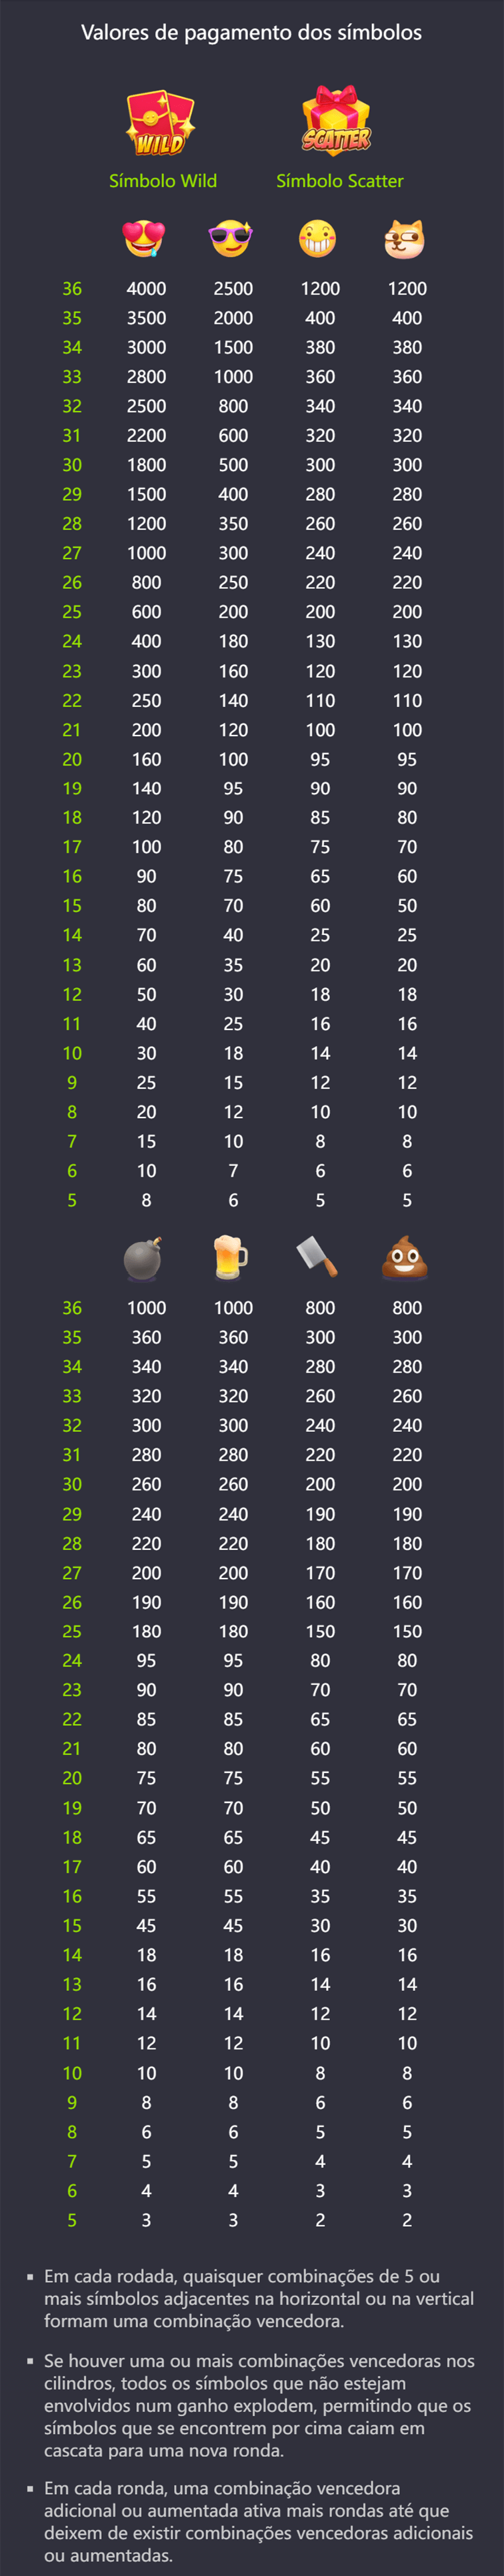 Valores de pagamento dos símbolos
WILD SCATTER
Símbolo Wild Símbolo Scatter
36 4000 2500 1200 1200
35 3500 2000 400 400
34 3000 1500 380 380
33 2800 1000 360 360
32 2500 800 340 340
31 2200 600 320 320
30 1800 500 300 300
29 1500 400 280 280
28 1200 350 260 260
27 1000 300 240 240
26 800 250 220 220
25 600 200 200 200
24 400 180 130 130
23 300 160 120 120
22 250 140 110 110
21 200 120 100 100
20 160 100 95 95
19 140 95 90 90
18 120 90 85 80
17 100 80 75 70
16 90 75 65 60
15 80 70 60 50
14 70 40 25 25
13 60 35 20 20
12 50 30 18 18
11 40 25 16 16
10 30 18 14 14
9 25 15 12 12
8 20 12 10 10
7 15 10 8 8
6 10 7 6 6
5 8 6 5 5
36 1000 1000 800 800
35 360 360 300 300
34 340 340 280 280
33 320 320 260 260
32 300 300 240 240
31 280 280 220 220
30 260 260 200 200
29 240 240 190 190
28 220 220 180 180
27 200 200 170 170
26 190 190 160 160
25 180 180 150 150
24 95 95 80 80
23 90 90 70 70
22 85 85 65 65
21 80 80 60 60
20 75 75 55 55
19 70 70 50 50
18 65 65 45 45
17 60 60 40 40
16 55 55 35 35
15 45 45 30 30
14 18 18 16 16
13 16 16 14 14
12 14 14 12 12
11 12 12 10 10
10 10 10 8 8
9 8 8 6 6
8 6 6 5 5
7 5 5 4 4
6 4 4 3 3
5 3 3 2 2
▪ Em cada rodada, quaisquer combinações de 5 ou
mais símbolos adjacentes na horizontal ou na vertical
formam uma combinação vencedora.
▪ Se houver uma ou mais combinações vencedoras nos
cilindros, todos os símbolos que não estejam
envolvidos num ganho explodem, permitindo que os
símbolos que se encontrem por cima caiam em
cascata para uma nova ronda.
▪ Em cada ronda, uma combinação vencedora
adicional ou aumentada ativa mais rondas até que
deixem de existir combinações vencedoras adicionais
ou aumentadas.